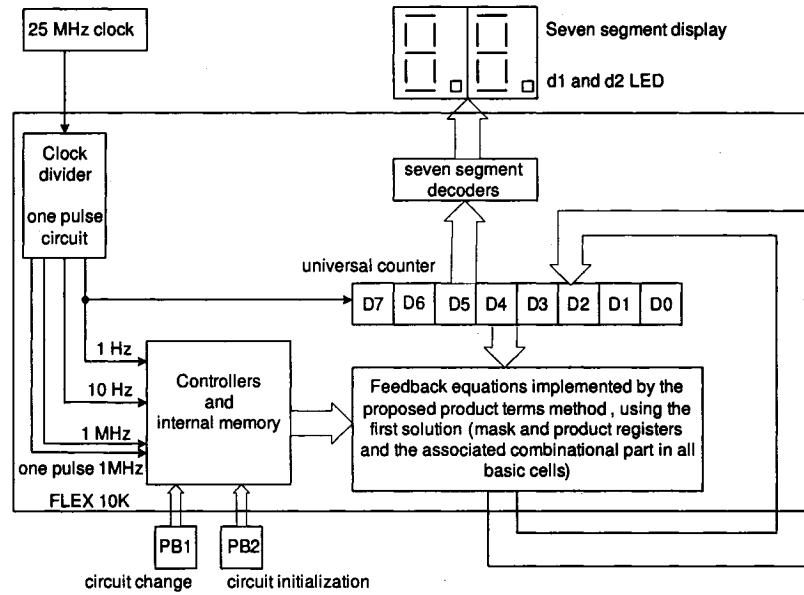 25 MHz clock
Seven segment display
d1 and d2 LED
Clock
divider
one pulse
circuit
seven segment
decoders
universal counter
D7 D6 D5 D4 D3 D2 D1 D0
1 Hz
10 Hz
1 MHz
one pulse 1MHz
Controllers
and
internal memory
Feedback equations implemented by the
proposed product terms method , using the
first solution (mask and product registers
and the associated combinational part in all
basic cells)
FLEX 10K
PB1
PB2
circuit change
circuit initialization